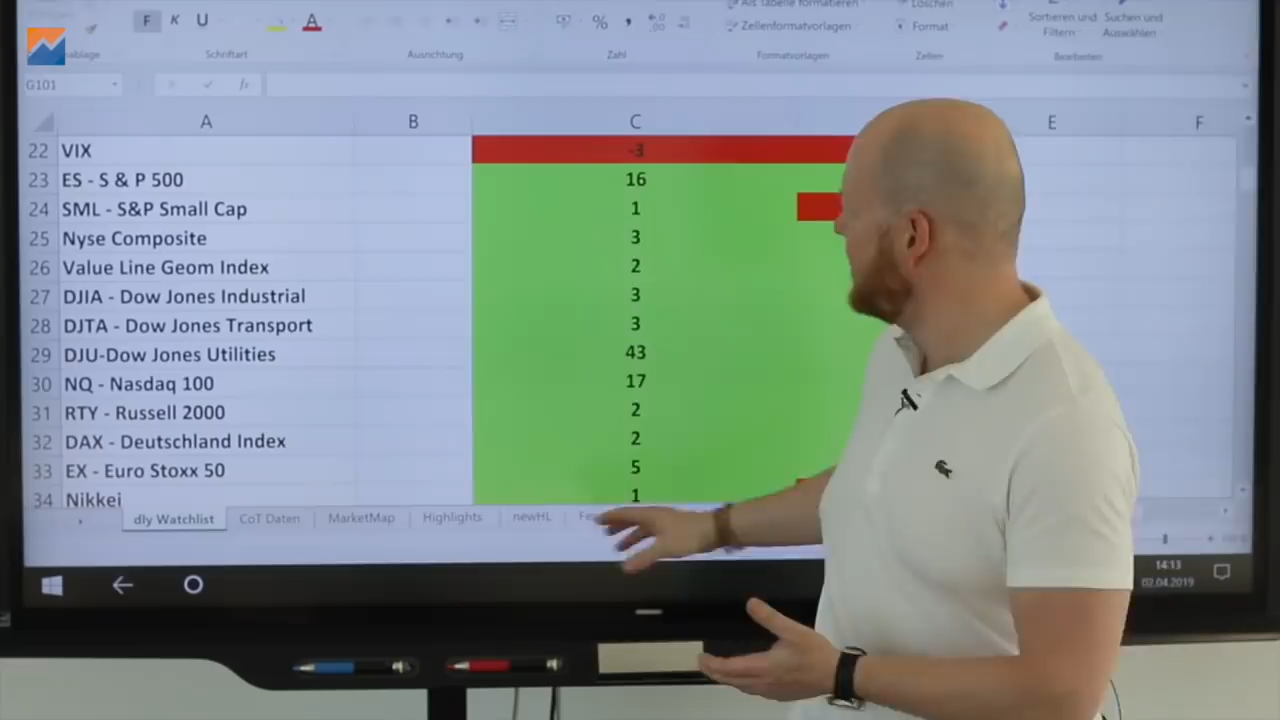 Als Tabelle formatieren
Löschen
F K U A
%
Zellenformatvorlagen
Format
Sortieren und Filtern
Suchen und Auswählen
Schriftart
Ausrichtung
Zahl
Formatvorlagen
Zellen
Bearbeiten
G101
fx
A B C E F
22 VIX -3
23 ES - S & P 500 16
24 SML - S&P Small Cap 1
25 Nyse Composite 3
26 Value Line Geom Index 2
27 DJIA - Dow Jones Industrial 3
28 DJTA - Dow Jones Transport 3
29 DJU-Dow Jones Utilities 43
30 NQ - Nasdaq 100 17
31 RTY - Russell 2000 2
32 DAX - Deutschland Index 2
33 EX - Euro Stoxx 50 5
34 Nikkei 1
dly Watchlist CoT Daten MarketMap Highlights newHL
14:13
02.04.2019